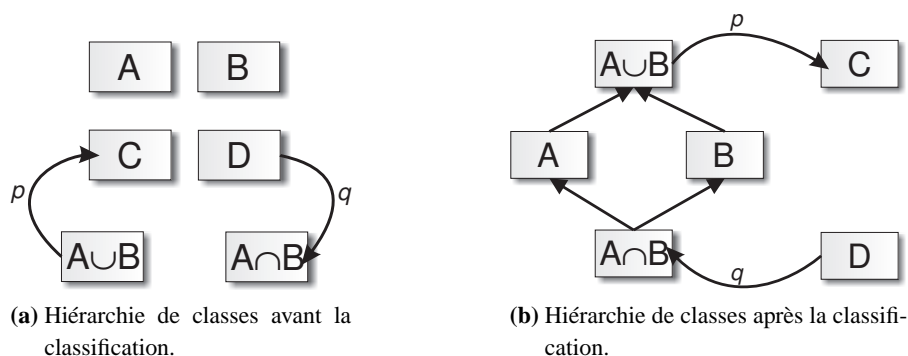 A
B
C
D
p
q
A∪B
A∩B
(a) Hiérarchie de classes avant la
classification.
p
A∪B
C
A
B
A∩B
q
D
(b) Hiérarchie de classes après la classifi-
cation.